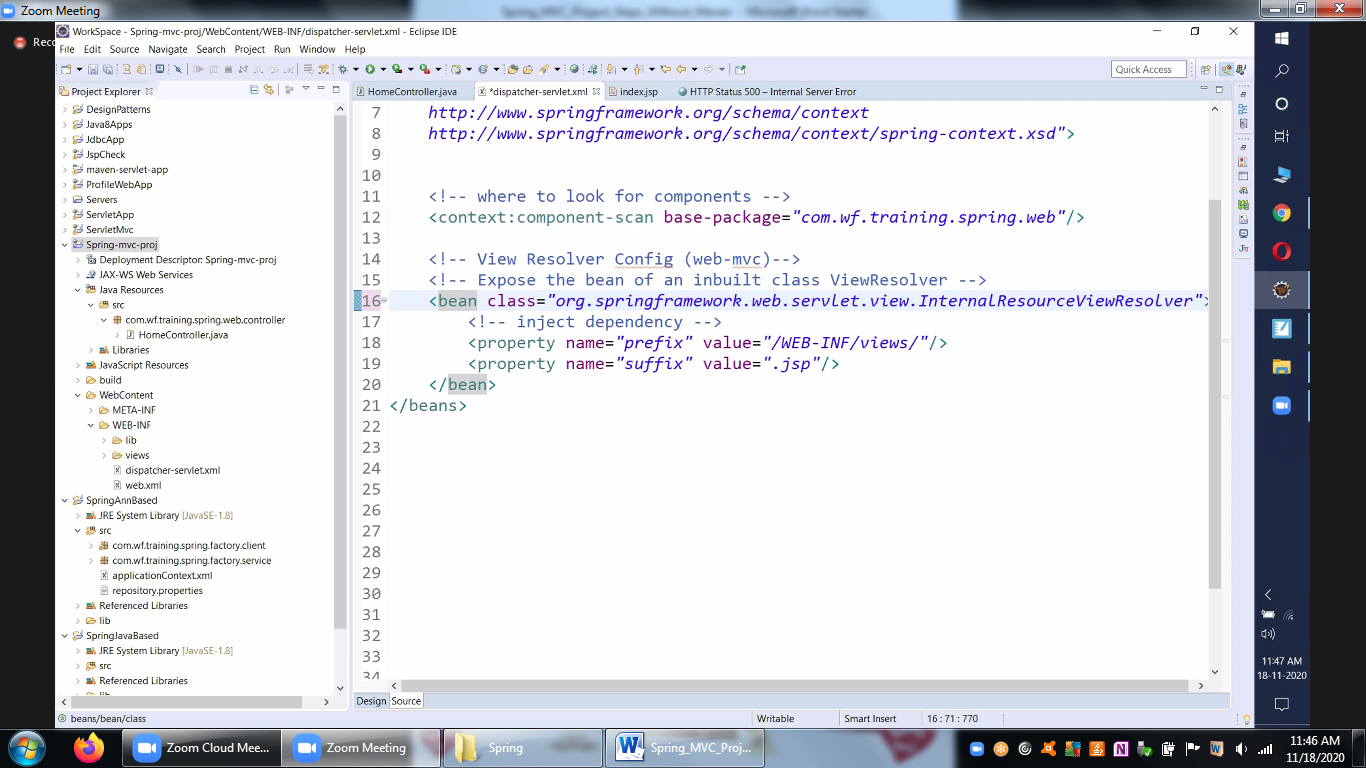 Zoom Meeting
Spring_MVC_Project_Steps_Without_Maven - Microsoft Word Starter
WorkSpace - Spring-mvc-proj/WebContent/WEB-INF/dispatcher-servlet.xml - Eclipse IDE
File Edit Source Navigate Search Project Run Window Help
Quick Access
Project Explorer
HomeController.java *dispatcher-servlet.xml index.jsp HTTP Status 500 – Internal Server Error
DesignPatterns
Java8Apps
JdbcApp
JspCheck
maven-servlet-app
ProfileWebApp
Servers
ServletApp
ServletMvc
Spring-mvc-proj
Deployment Descriptor: Spring-mvc-proj
JAX-WS Web Services
Java Resources
src
com.wf.training.spring.web.controller
HomeController.java
Libraries
JavaScript Resources
build
WebContent
META-INF
WEB-INF
lib
views
dispatcher-servlet.xml
web.xml
SpringAnnBased
JRE System Library [JavaSE-1.8]
src
com.wf.training.spring.factory.client
com.wf.training.spring.factory.service
applicationContext.xml
repository.properties
Referenced Libraries
lib
SpringJavaBased
JRE System Library [JavaSE-1.8]
src
Referenced Libraries
lib
7 http://www.springframework.org/schema/context
8 http://www.springframework.org/schema/context/spring-context.xsd">
9
10
11 <!-- where to look for components -->
12 <context:component-scan base-package="com.wf.training.spring.web"/>
13
14 <!-- View Resolver Config (web-mvc)-->
15 <!-- Expose the bean of an inbuilt class ViewResolver -->
16 <bean class="org.springframework.web.servlet.view.InternalResourceViewResolver">
17 <!-- inject dependency -->
18 <property name="prefix" value="/WEB-INF/views/"/>
19 <property name="suffix" value=".jsp"/>
20 </bean>
21 </beans>
22
23
24
25
26
27
28
29
30
31
32
33
34
Design Source
beans/bean/class
Writable Smart Insert 16 : 71 : 770
11:47 AM
18-11-2020
Zoom Cloud Mee... Zoom Meeting Spring Spring_MVC_Proj...
11:46 AM
11/18/2020